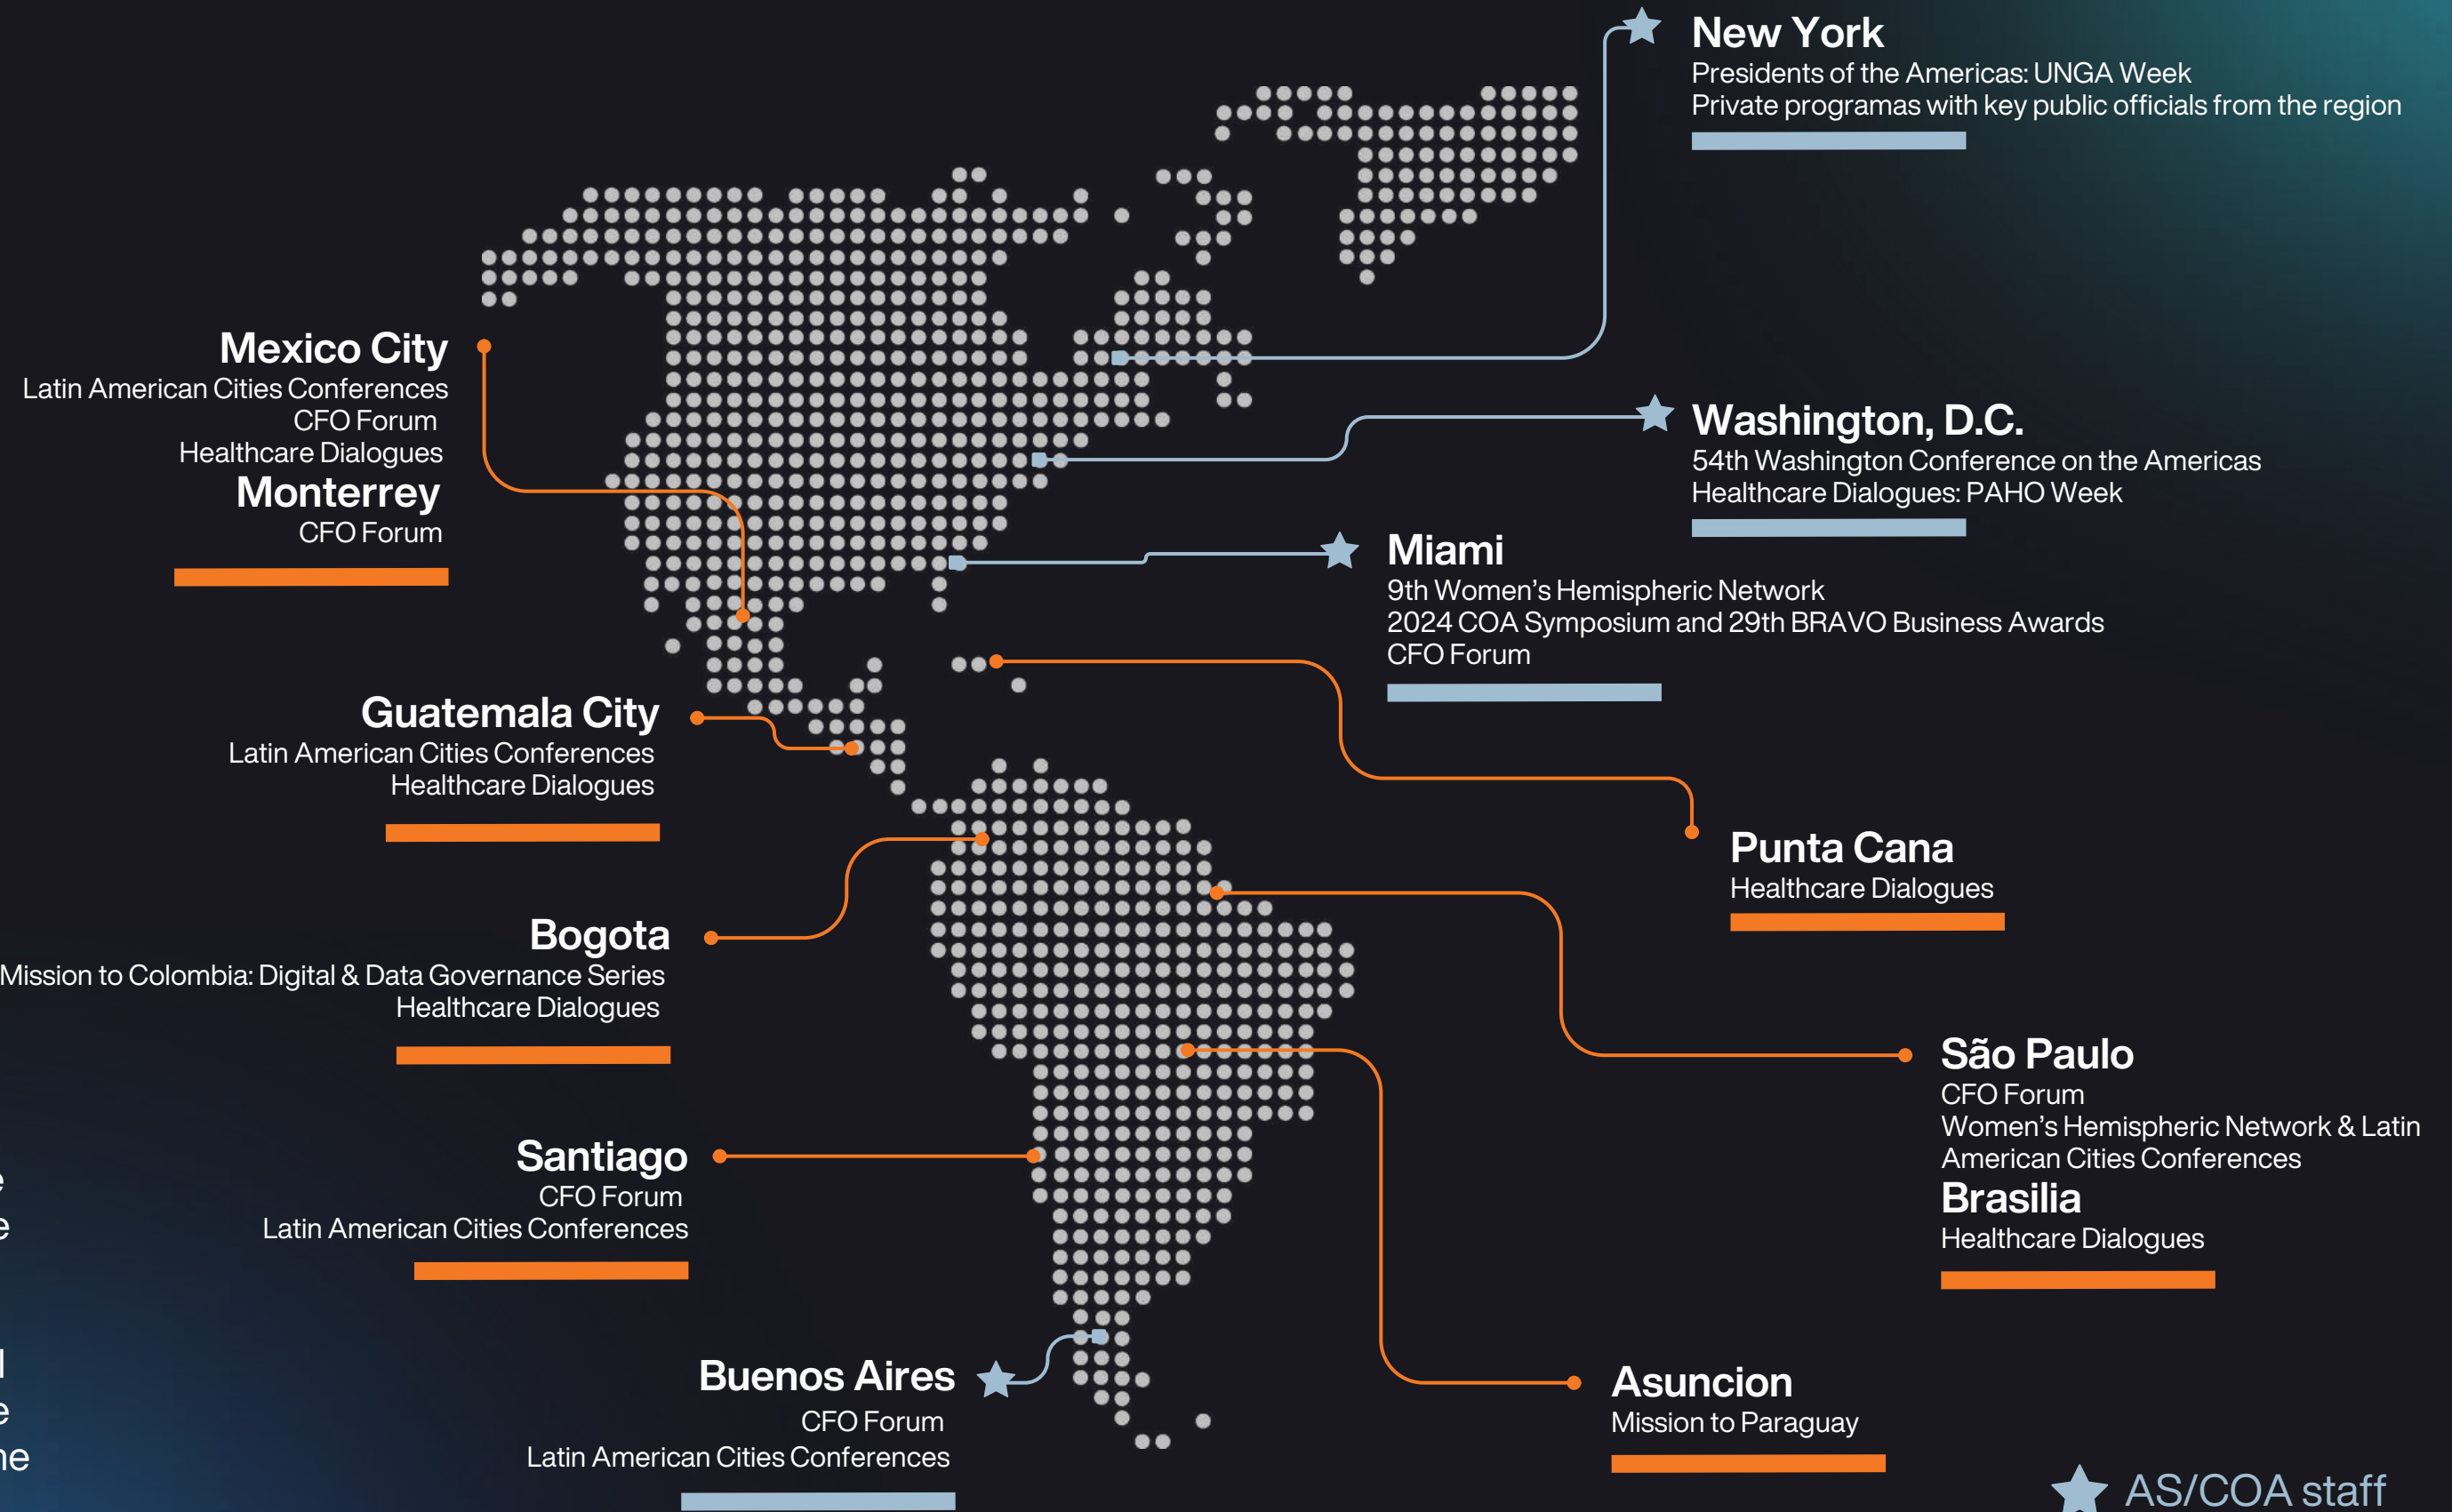 New York
Presidents of the Americas: UNGA Week
Private programas with key public officials from the region
Mexico City
Latin American Cities Conferences
CFO Forum
Healthcare Dialogues
Monterrey
CFO Forum
Washington, D.C.
54th Washington Conference on the Americas
Healthcare Dialogues: PAHO Week
Miami
9th Women's Hemispheric Network
2024 COA Symposium and 29th BRAVO Business Awards
CFO Forum
Guatemala City
Latin American Cities Conferences
Healthcare Dialogues
Punta Cana
Healthcare Dialogues
Bogota
Mission to Colombia: Digital & Data Governance Series
Healthcare Dialogues
São Paulo
CFO Forum
Women's Hemispheric Network & Latin
American Cities Conferences
Brasilia
Healthcare Dialogues
Santiago
CFO Forum
Latin American Cities Conferences
Buenos Aires
CFO Forum
Latin American Cities Conferences
Asuncion
Mission to Paraguay
AS/COA staff